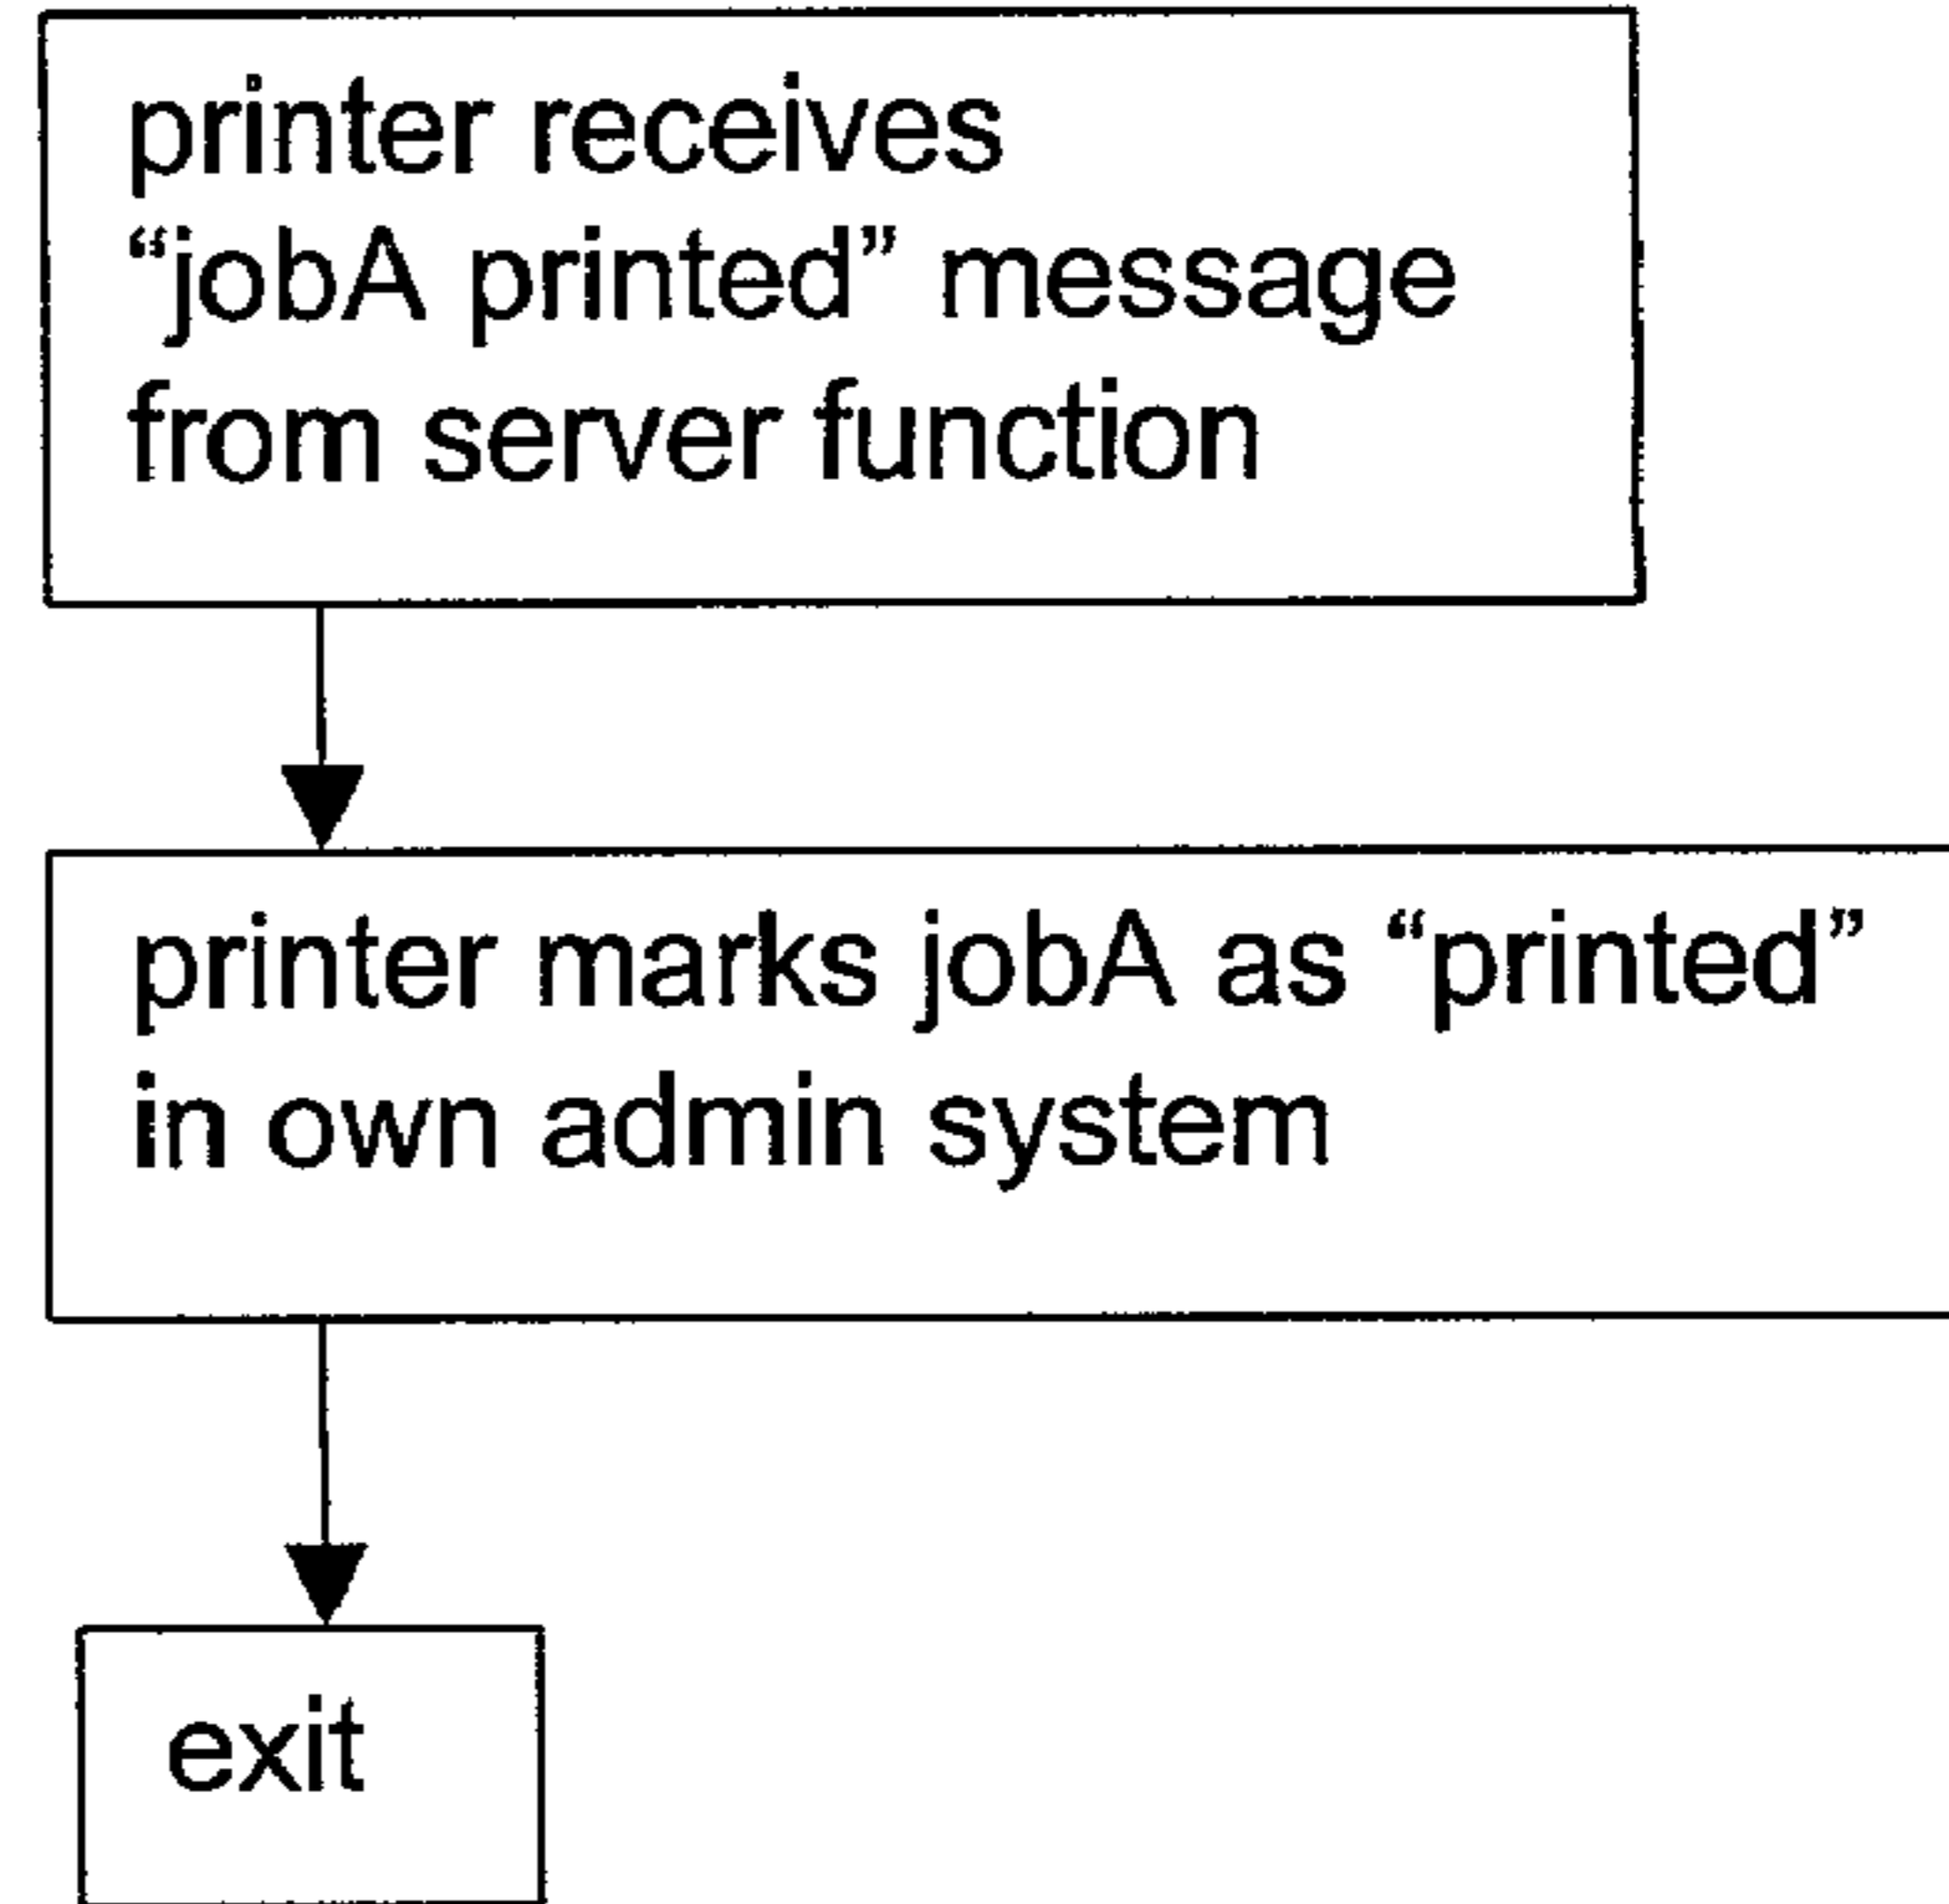 printer receives
“jobA printed” message
from server function
printer marks jobA as “printed”
in own admin system
exit